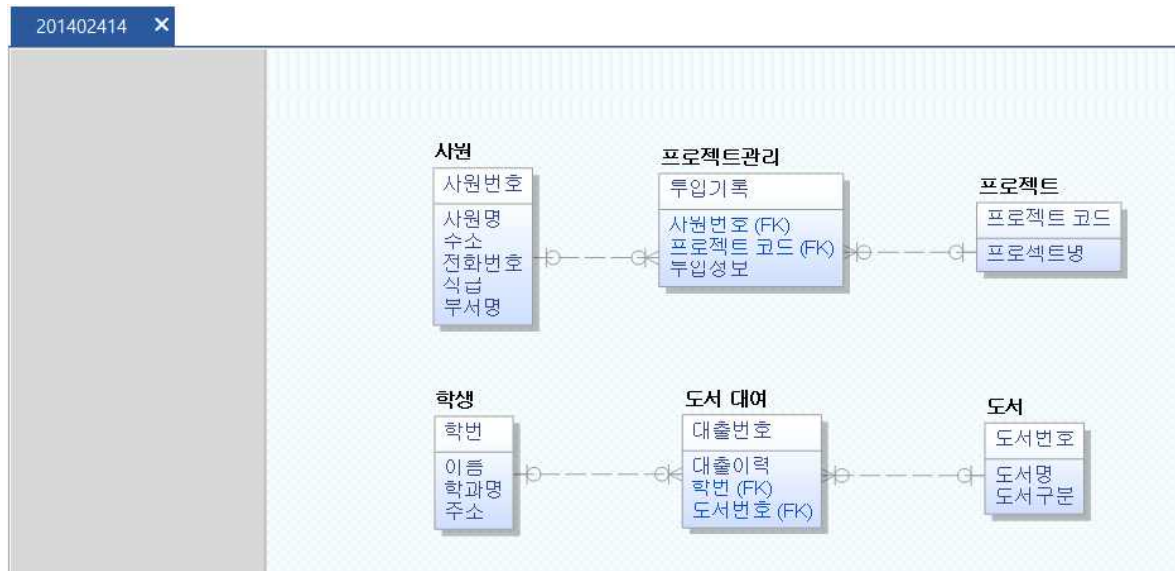 201402414
사원
사원번호
사원명
주소
전화번호
직급
부서명
프로젝트관리
투입기록
사원번호 (FK)
프로젝트 코드 (FK)
투입정보
프로젝트
프로젝트 코드
프로젝트명
학생
학번
이름
학과명
주소
도서 대여
대출번호
대출이력
학번 (FK)
도서번호 (FK)
도서
도서번호
도서명
도서구분